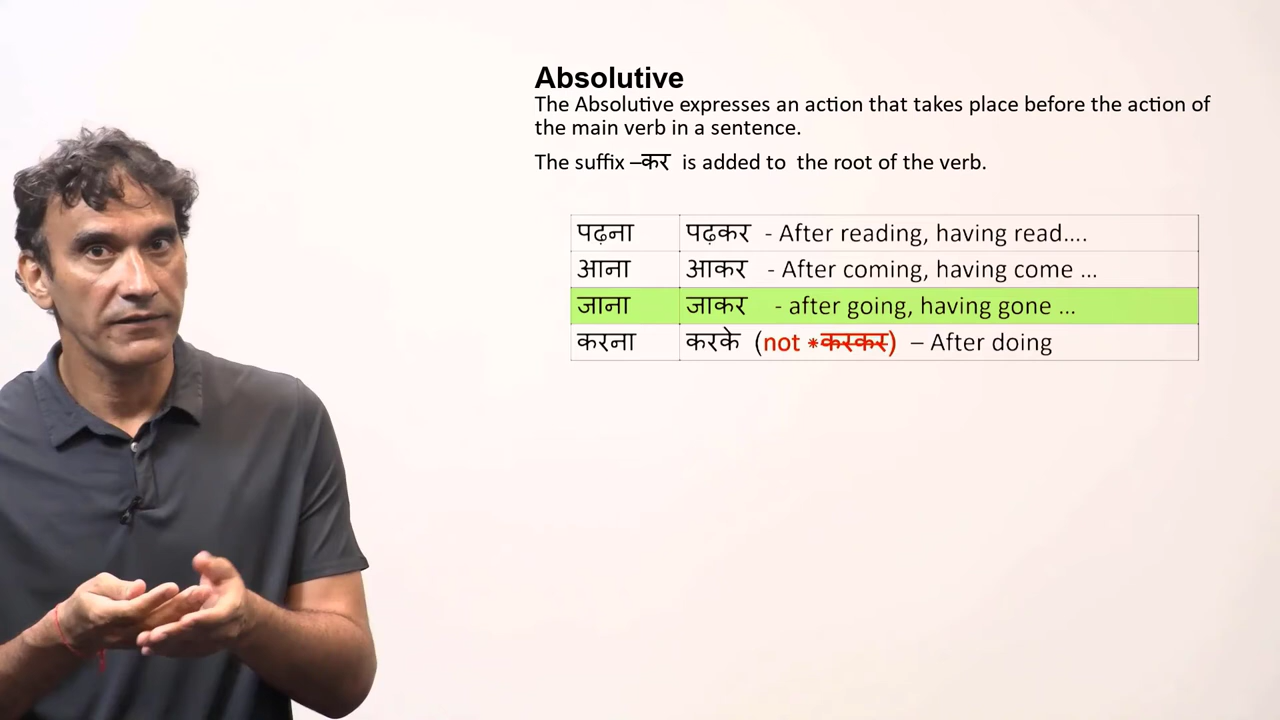 Absolutive
The Absolutive expresses an action that takes place before the action of
the main verb in a sentence.
The suffix –कर is added to the root of the verb.
पढ़ना पढ़कर - After reading, having read....
आना आकर - After coming, having come ...
जाना जाकर - after going, having gone ...
करना करके (not *करकर) – After doing